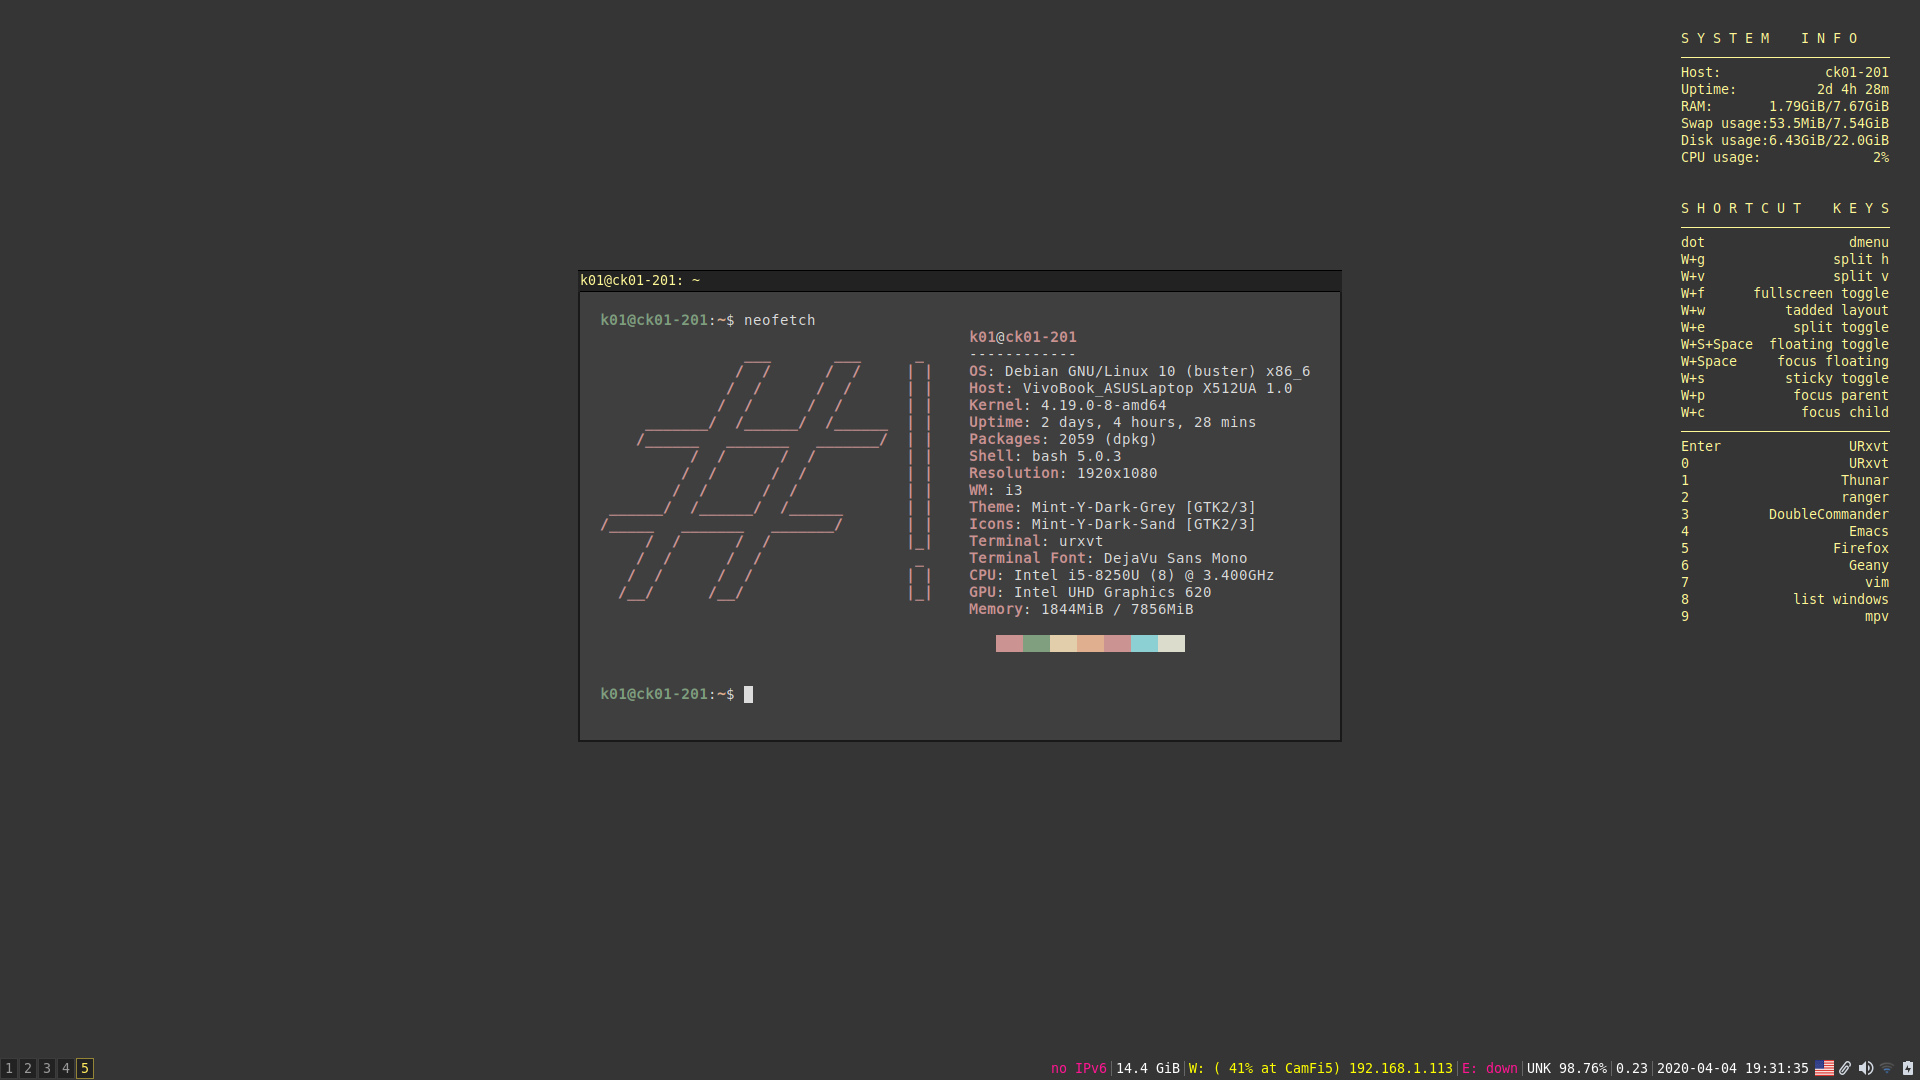 k01@ck01-201: ~
k01@ck01-201:~$ neofetch
k01@ck01-201
------------
OS: Debian GNU/Linux 10 (buster) x86_6
Host: VivoBook_ASUSLaptop X512UA 1.0
Kernel: 4.19.0-8-amd64
Uptime: 2 days, 4 hours, 28 mins
Packages: 2059 (dpkg)
Shell: bash 5.0.3
Resolution: 1920x1080
WM: i3
Theme: Mint-Y-Dark-Grey [GTK2/3]
Icons: Mint-Y-Dark-Sand [GTK2/3]
Terminal: urxvt
Terminal Font: DejaVu Sans Mono
CPU: Intel i5-8250U (8) @ 3.400GHz
GPU: Intel UHD Graphics 620
Memory: 1844MiB / 7856MiB
k01@ck01-201:~$
SYSTEM INFO
Host: ck01-201
Uptime: 2d 4h 28m
RAM: 1.79GiB/7.67GiB
Swap usage:53.5MiB/7.54GiB
Disk usage:6.43GiB/22.0GiB
CPU usage: 2%
SHORTCUT KEYS
dot dmenu
W+g split h
W+v split v
W+f fullscreen toggle
W+w tadded layout
W+e split toggle
W+S+Space floating toggle
W+Space focus floating
W+s sticky toggle
W+p focus parent
W+c focus child
Enter URxvt
0 URxvt
1 Thunar
2 ranger
3 DoubleCommander
4 Emacs
5 Firefox
6 Geany
7 vim
8 list windows
9 mpv
1 2 3 4 5
no IPv6|14.4 GiB|W: ( 41% at CamFi5) 192.168.1.113|E: down|UNK 98.76%|0.23|2020-04-04 19:31:35